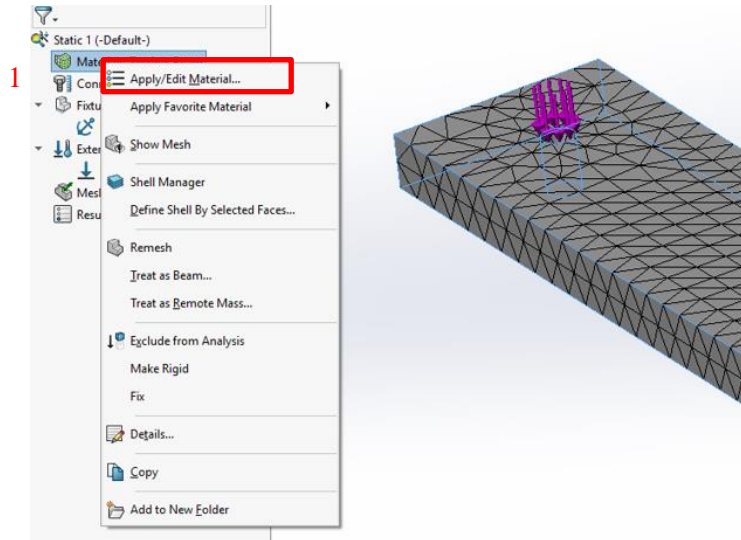 Static 1 (-Default-)
1
Apply/Edit Material...
Apply Favorite Material
Show Mesh
Shell Manager
Define Shell By Selected Faces...
Remesh
Treat as Beam...
Treat as Remote Mass...
Exclude from Analysis
Make Rigid
Fix
Details...
Copy
Add to New Folder